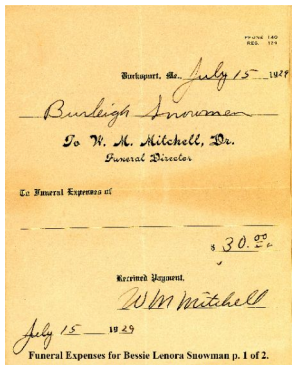 PHONE 140
RES. 129
Bucksport, Me., July 15 1929
Burleigh Snowman
To W. M. Mitchell, Dr.
Funeral Director
To Funeral Expenses of
$ 30.00
Received Payment,
W M Mitchell
July 15 1929
Funeral Expenses for Bessie Lenora Snowman p. 1 of 2.